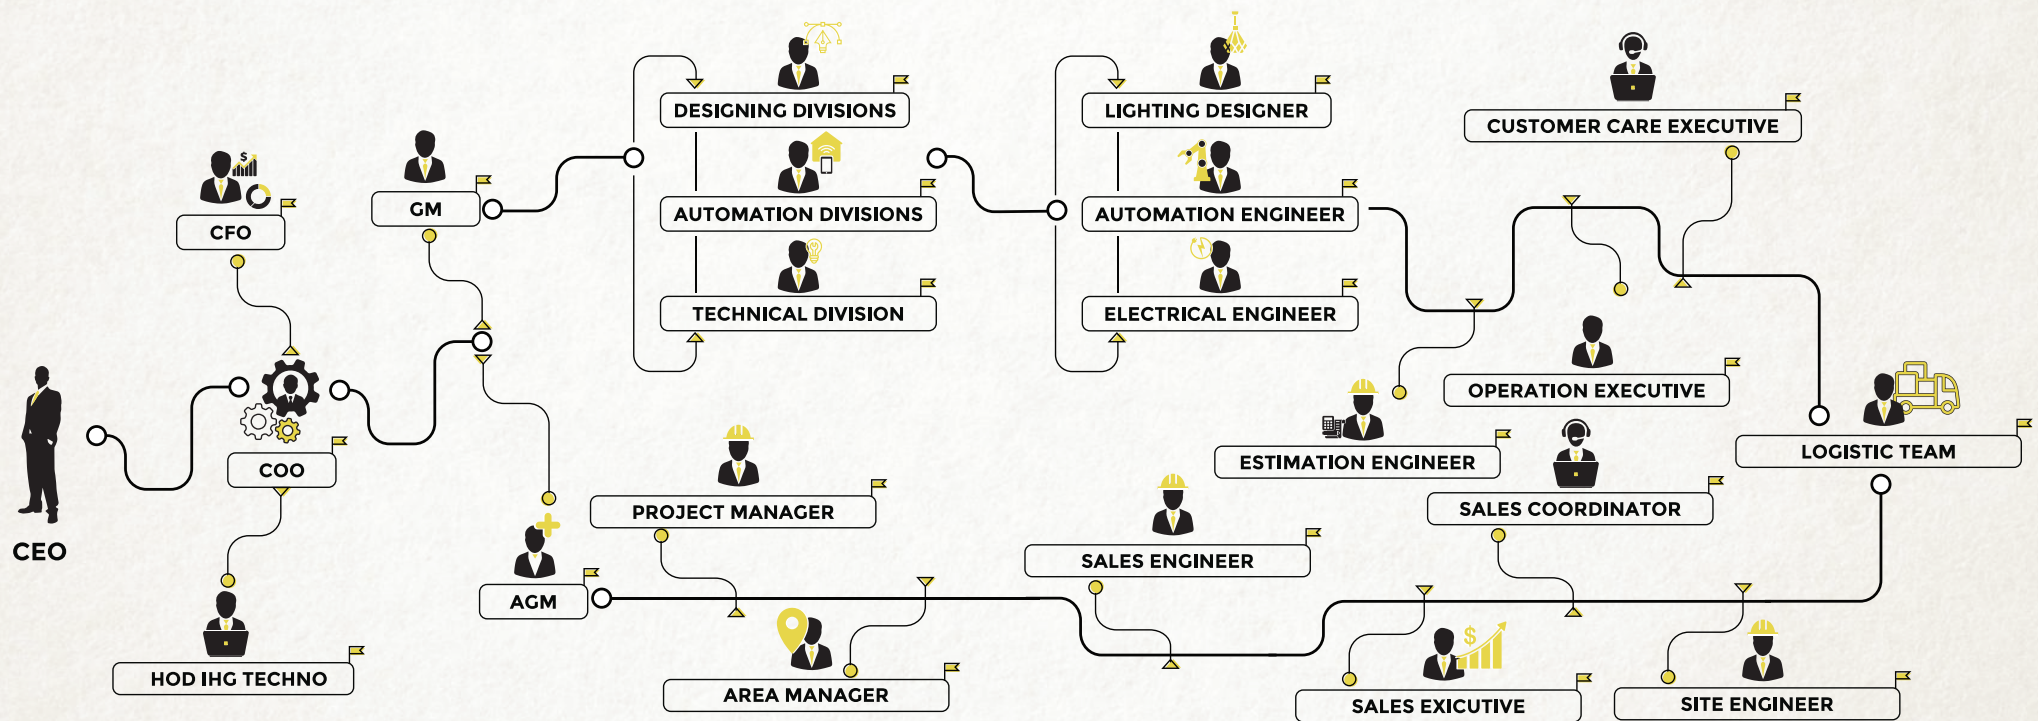 CEO
CFO
COO
HOD IHG TECHNO
GM
AGM
DESIGNING DIVISIONS
AUTOMATION DIVISIONS
TECHNICAL DIVISION
LIGHTING DESIGNER
AUTOMATION ENGINEER
ELECTRICAL ENGINEER
CUSTOMER CARE EXECUTIVE
OPERATION EXECUTIVE
ESTIMATION ENGINEER
LOGISTIC TEAM
PROJECT MANAGER
AREA MANAGER
SALES ENGINEER
SALES COORDINATOR
SALES EXICUTIVE
SITE ENGINEER